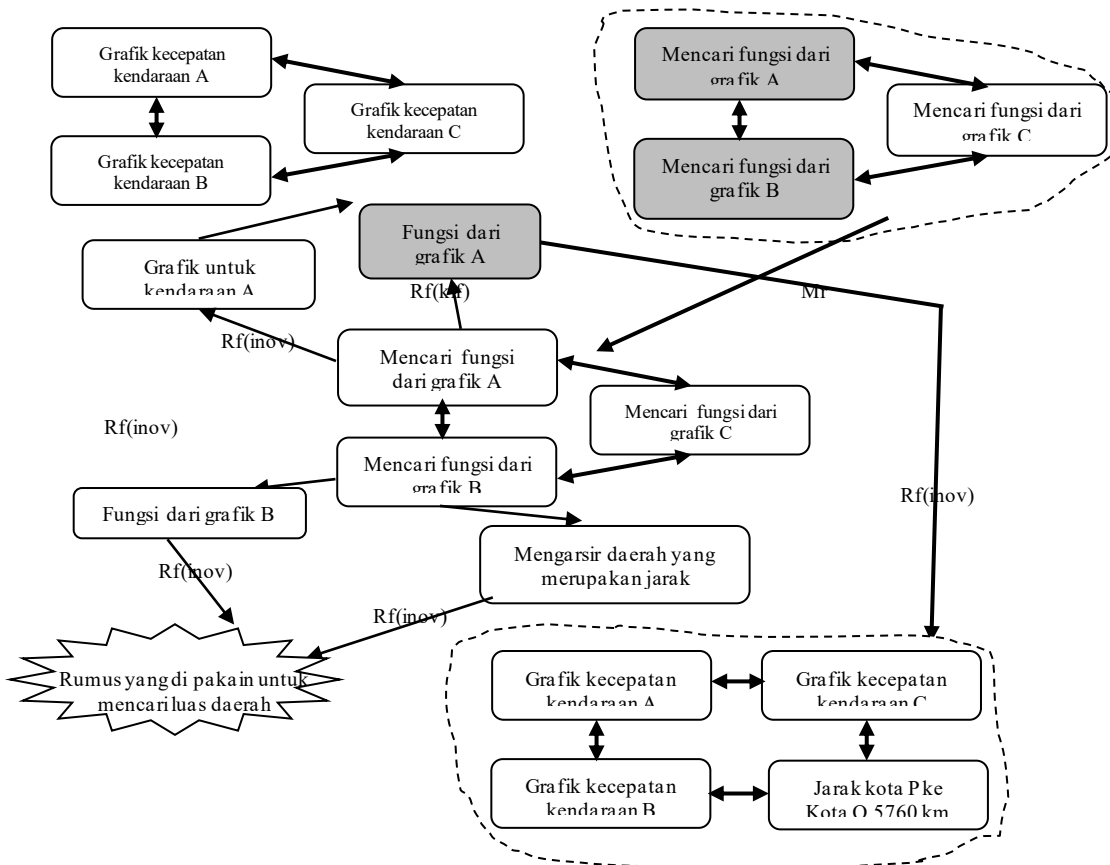 Grafik kecepatan
kendaraan A
Grafik kecepatan
kendaraan C
Grafik kecepatan
kendaraan B
Mencari fungsi dari
grafik A
Mencari fungsi dari
grafik C
Mencari fungsi dari
grafik B
Fungsi dari
grafik A
Grafik untuk
kendaraan A
Rf(klf)
Mf
Rf(inov)
Mencari fungsi
dari grafik A
Mencari fungsi dari
grafik C
Rf(inov)
Mencari fungsi dari
grafik B
Rf(inov)
Fungsi dari grafik B
Mengarsir daerah yang
merupakan jarak
Rf(inov)
Rf(inov)
Rumus yang di pakain untuk
mencari luas daerah
Grafik kecepatan
kendaraan A
Grafik kecepatan
kendaraan C
Grafik kecepatan
kendaraan B
Jarak kota P ke
Kota Q 5760 km